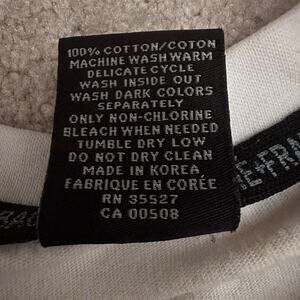 100% COTTON/COTON
MACHINE WASH WARM
DELICATE CYCLE
WASH INSIDE OUT
WASH DARK COLORS
SEPARATELY
ONLY NON-CHLORINE
BLEACH WHEN NEEDED
TUMBLE DRY LOW
DO NOT DRY CLEAN
MADE IN KOREA
FABRIQUE EN CORÉE
RN 35527
CA 00508